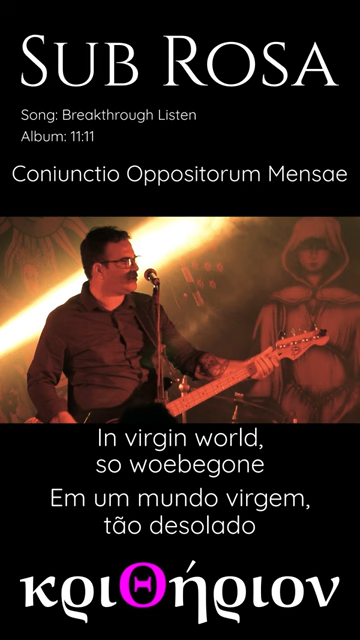 SUB ROSA
Song: Breakthrough Listen
Album: 11:11
Coniunctio Oppositorum Mensae
In virgin world,
so woebegone
Em um mundo virgem,
tão desolado
κριΘήριον